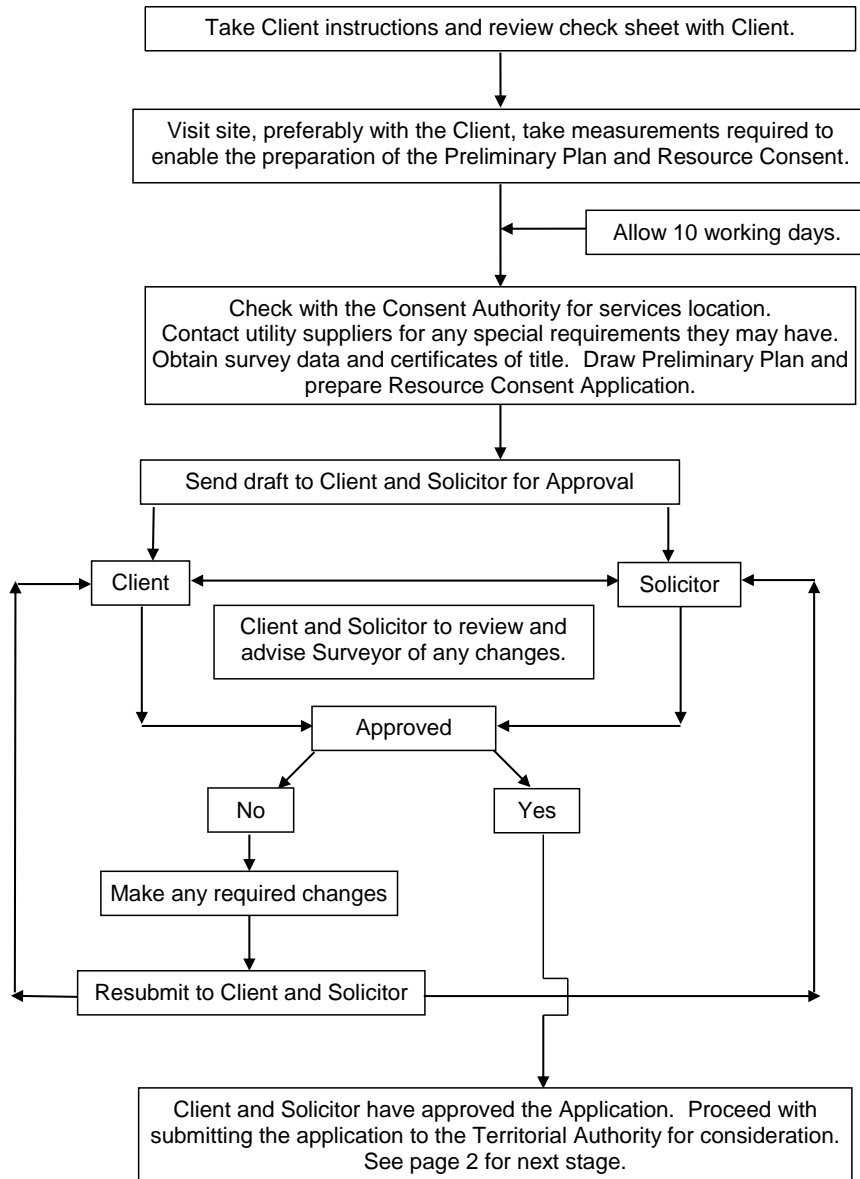 Take Client instructions and review check sheet with Client.
Visit site, preferably with the Client, take measurements required to
enable the preparation of the Preliminary Plan and Resource Consent.
Allow 10 working days.
Check with the Consent Authority for services location.
Contact utility suppliers for any special requirements they may have.
Obtain survey data and certificates of title.  Draw Preliminary Plan and
prepare Resource Consent Application.
Send draft to Client and Solicitor for Approval
Client
Solicitor
Client and Solicitor to review and
advise Surveyor of any changes.
Approved
No
Yes
Make any required changes
Resubmit to Client and Solicitor
Client and Solicitor have approved the Application.  Proceed with
submitting the application to the Territorial Authority for consideration.
See page 2 for next stage.